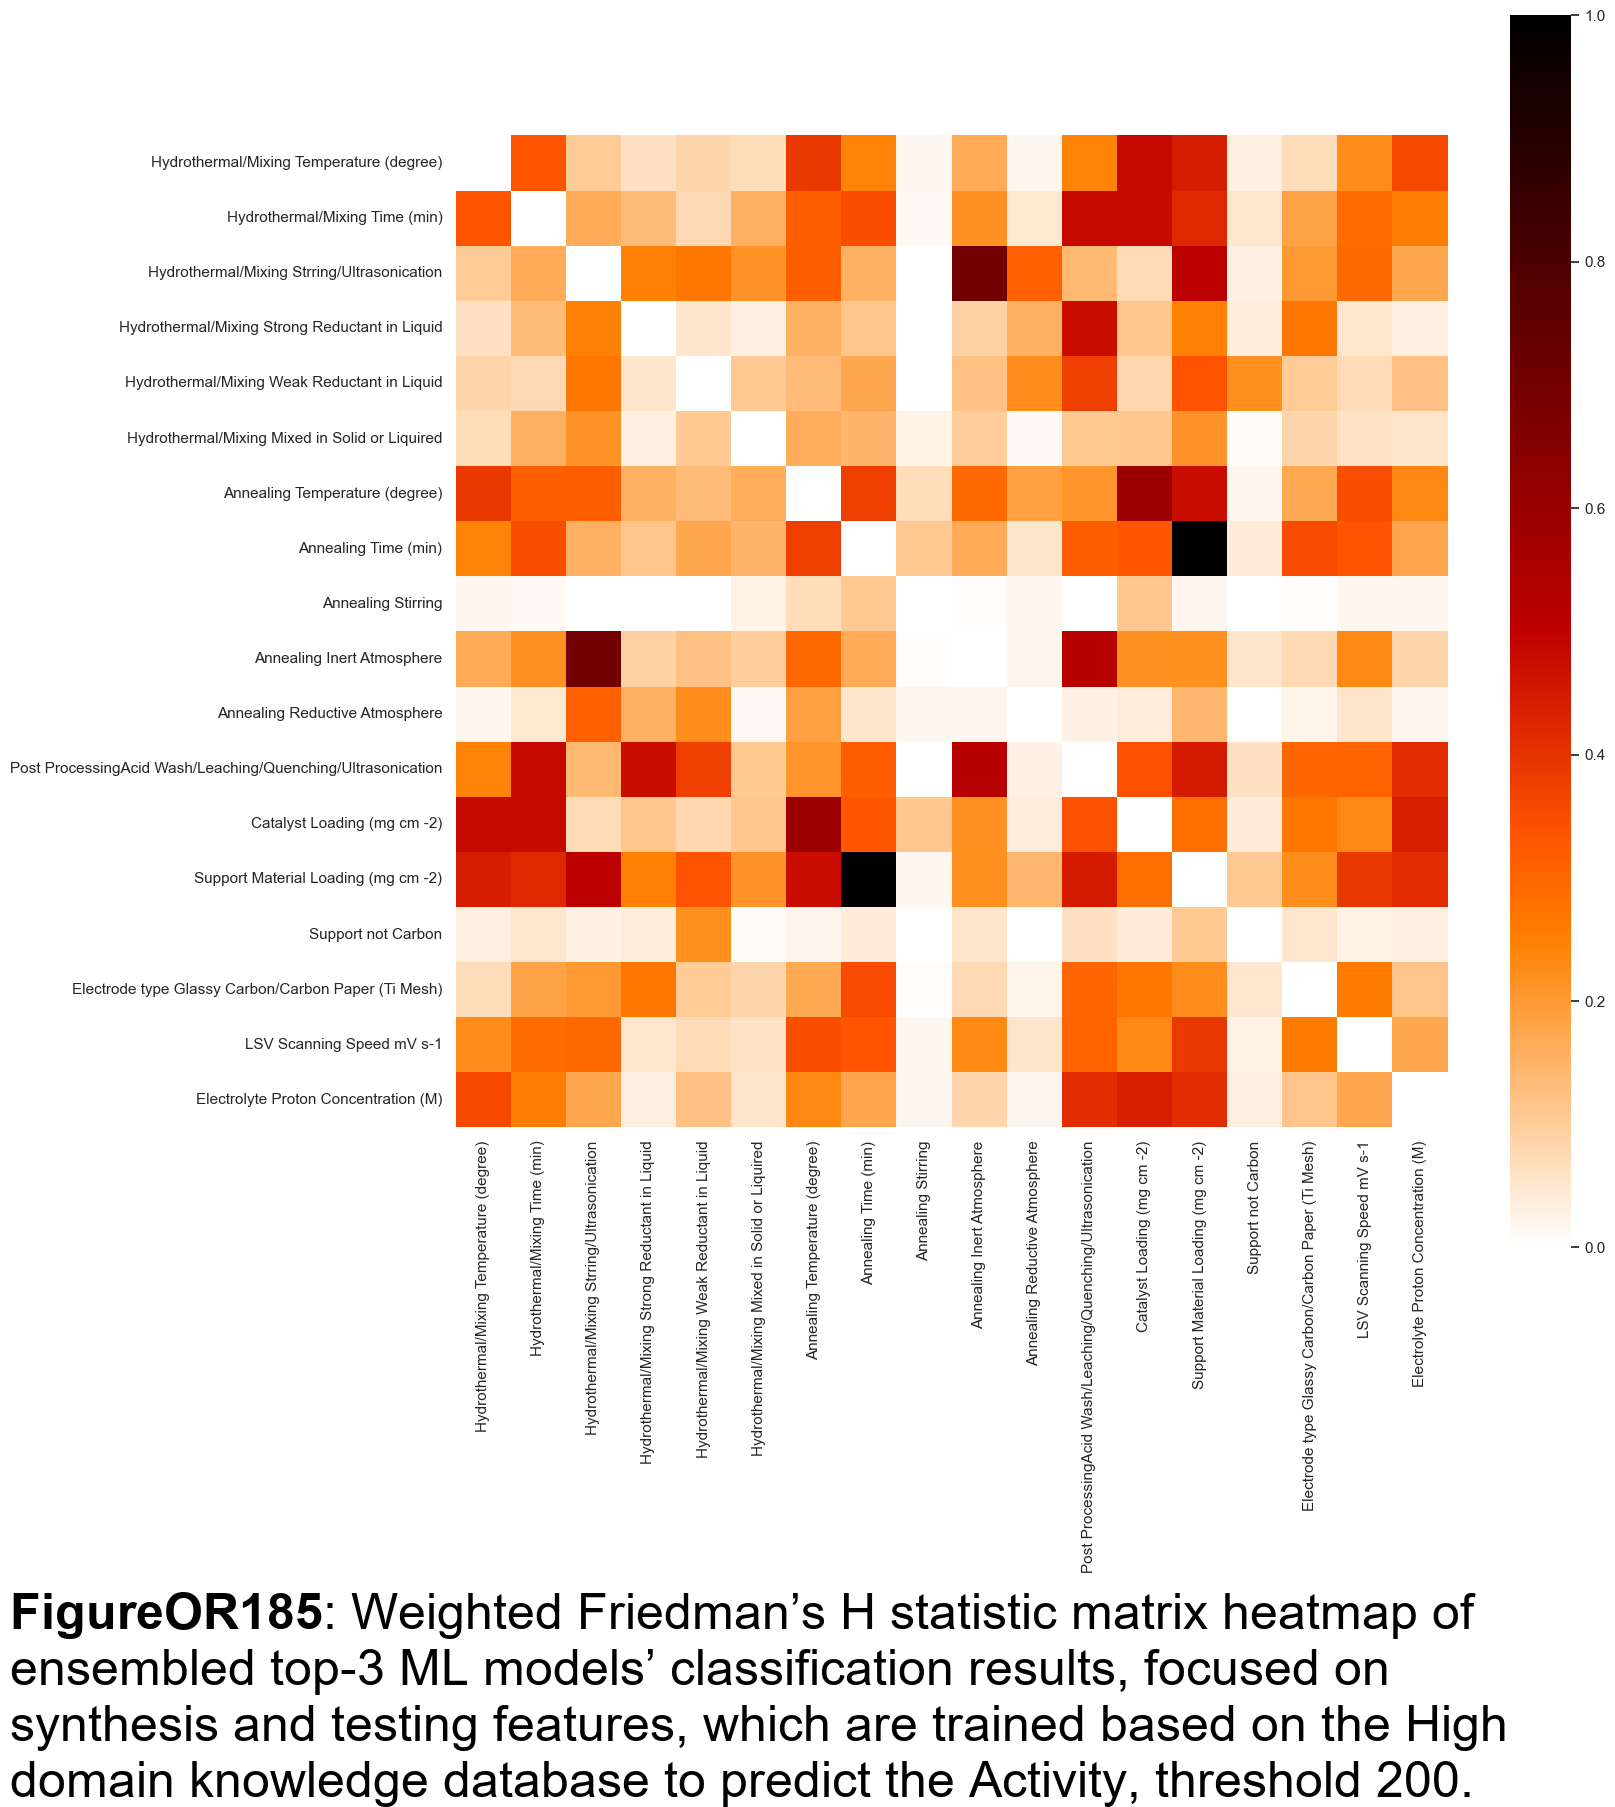 1.0
0.8
0.6
0.4
0.2
0.0
Hydrothermal/Mixing Temperature (degree)
Hydrothermal/Mixing Time (min)
Hydrothermal/Mixing Strring/Ultrasonication
Hydrothermal/Mixing Strong Reductant in Liquid
Hydrothermal/Mixing Weak Reductant in Liquid
Hydrothermal/Mixing Mixed in Solid or Liquired
Annealing Temperature (degree)
Annealing Time (min)
Annealing Stirring
Annealing Inert Atmosphere
Annealing Reductive Atmosphere
Post ProcessingAcid Wash/Leaching/Quenching/Ultrasonication
Catalyst Loading (mg cm -2)
Support Material Loading (mg cm -2)
Support not Carbon
Electrode type Glassy Carbon/Carbon Paper (Ti Mesh)
LSV Scanning Speed mV s-1
Electrolyte Proton Concentration (M)
Hydrothermal/Mixing Temperature (degree)
Hydrothermal/Mixing Time (min)
Hydrothermal/Mixing Strring/Ultrasonication
Hydrothermal/Mixing Strong Reductant in Liquid
Hydrothermal/Mixing Weak Reductant in Liquid
Hydrothermal/Mixing Mixed in Solid or Liquired
Annealing Temperature (degree)
Annealing Time (min)
Annealing Stirring
Annealing Inert Atmosphere
Annealing Reductive Atmosphere
Post ProcessingAcid Wash/Leaching/Quenching/Ultrasonication
Catalyst Loading (mg cm -2)
Support Material Loading (mg cm -2)
Support not Carbon
Electrode type Glassy Carbon/Carbon Paper (Ti Mesh)
LSV Scanning Speed mV s-1
Electrolyte Proton Concentration (M)
FigureOR185: Weighted Friedman’s H statistic matrix heatmap of
ensembled top-3 ML models’ classification results, focused on
synthesis and testing features, which are trained based on the High
domain knowledge database to predict the Activity, threshold 200.